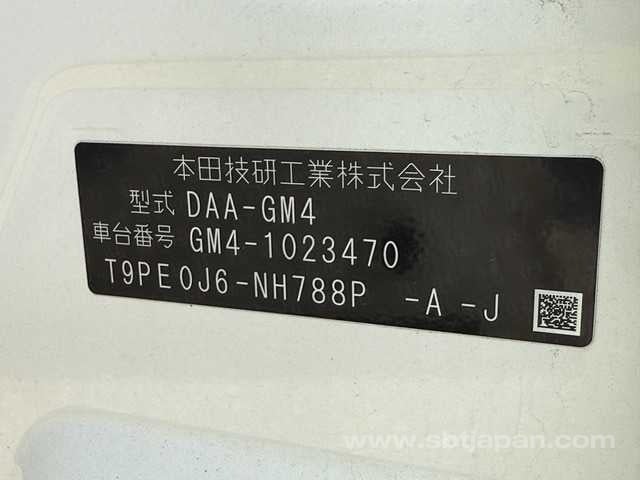 本田技研工業株式会社
型式 DAA-GM4
車台番号 GM4-1023470
T9PE0J6-NH788P -A -J
www.sbtjapan.com